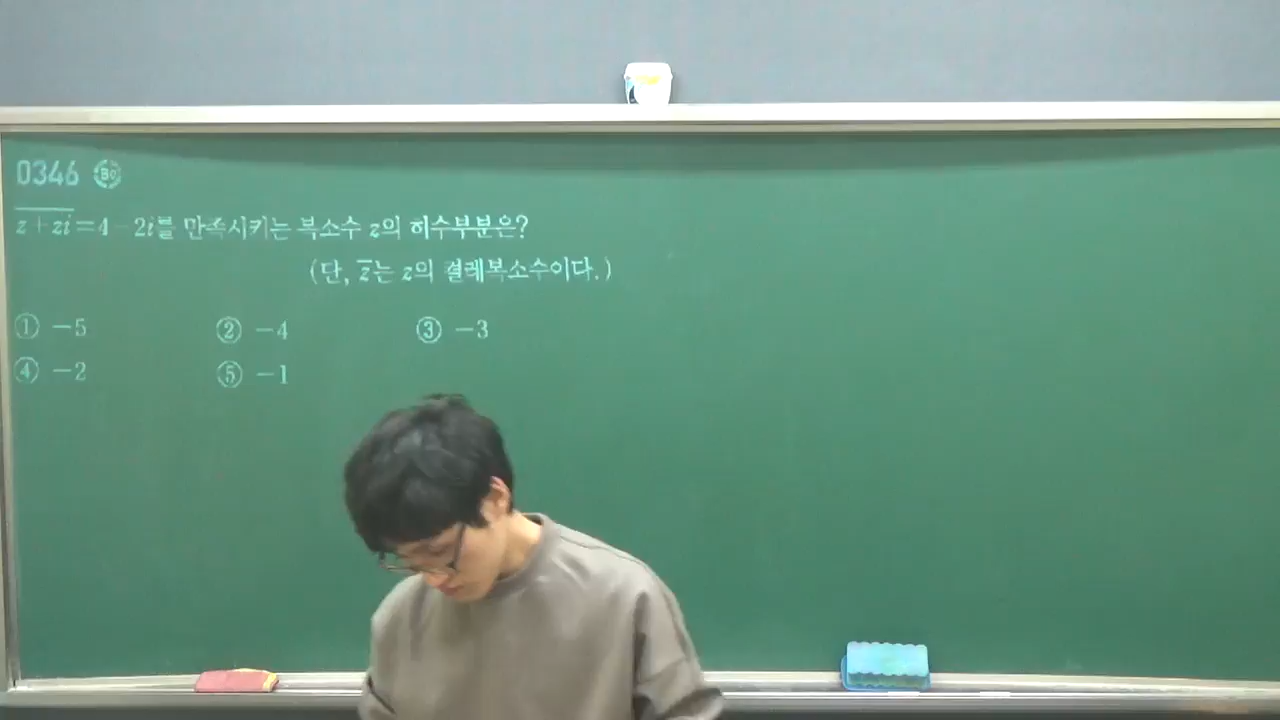 0346
$\overline{z+zi}$=4-2i를 만족시키는 복소수 z의 허수부분은?
(단, $\overline{z}$는 z의 켤레복소수이다.)
① -5 ② -4 ③ -3
④ -2 ⑤ -1